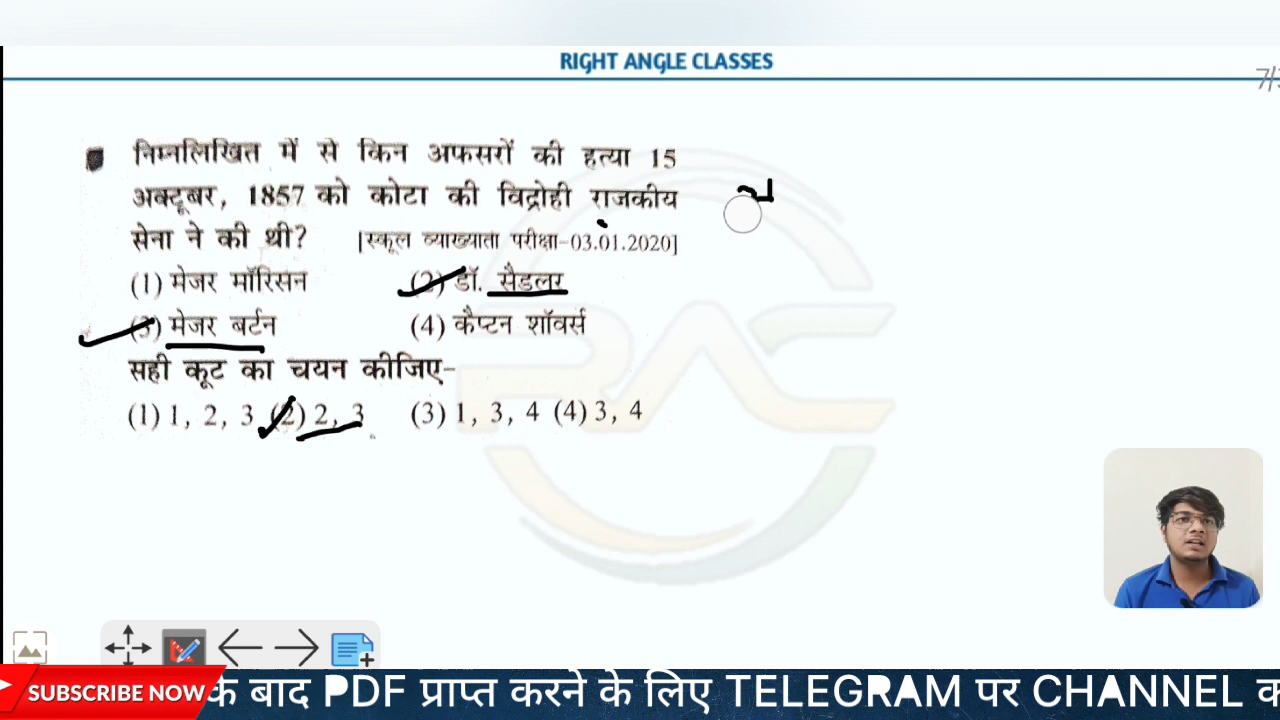 RIGHT ANGLE CLASSES
निम्नलिखित में से किन अफसरों की हत्या 15
अक्टूबर, 1857 को कोटा की विद्रोही राजकीय
सेना ने की थी? [स्कूल व्याख्याता परीक्षा-03.01.2020]
(1) मेजर मॉरिसन (2) डॉ. सैडलर
(3) मेजर बर्टन (4) कैप्टन शॉवर्स
सही कूट का चयन कीजिए-
(1) 1, 2, 3 (2) 2, 3 (3) 1, 3, 4 (4) 3, 4
SUBSCRIBE NOW के बाद PDF प्राप्त करने के लिए TELEGRAM पर CHANNEL